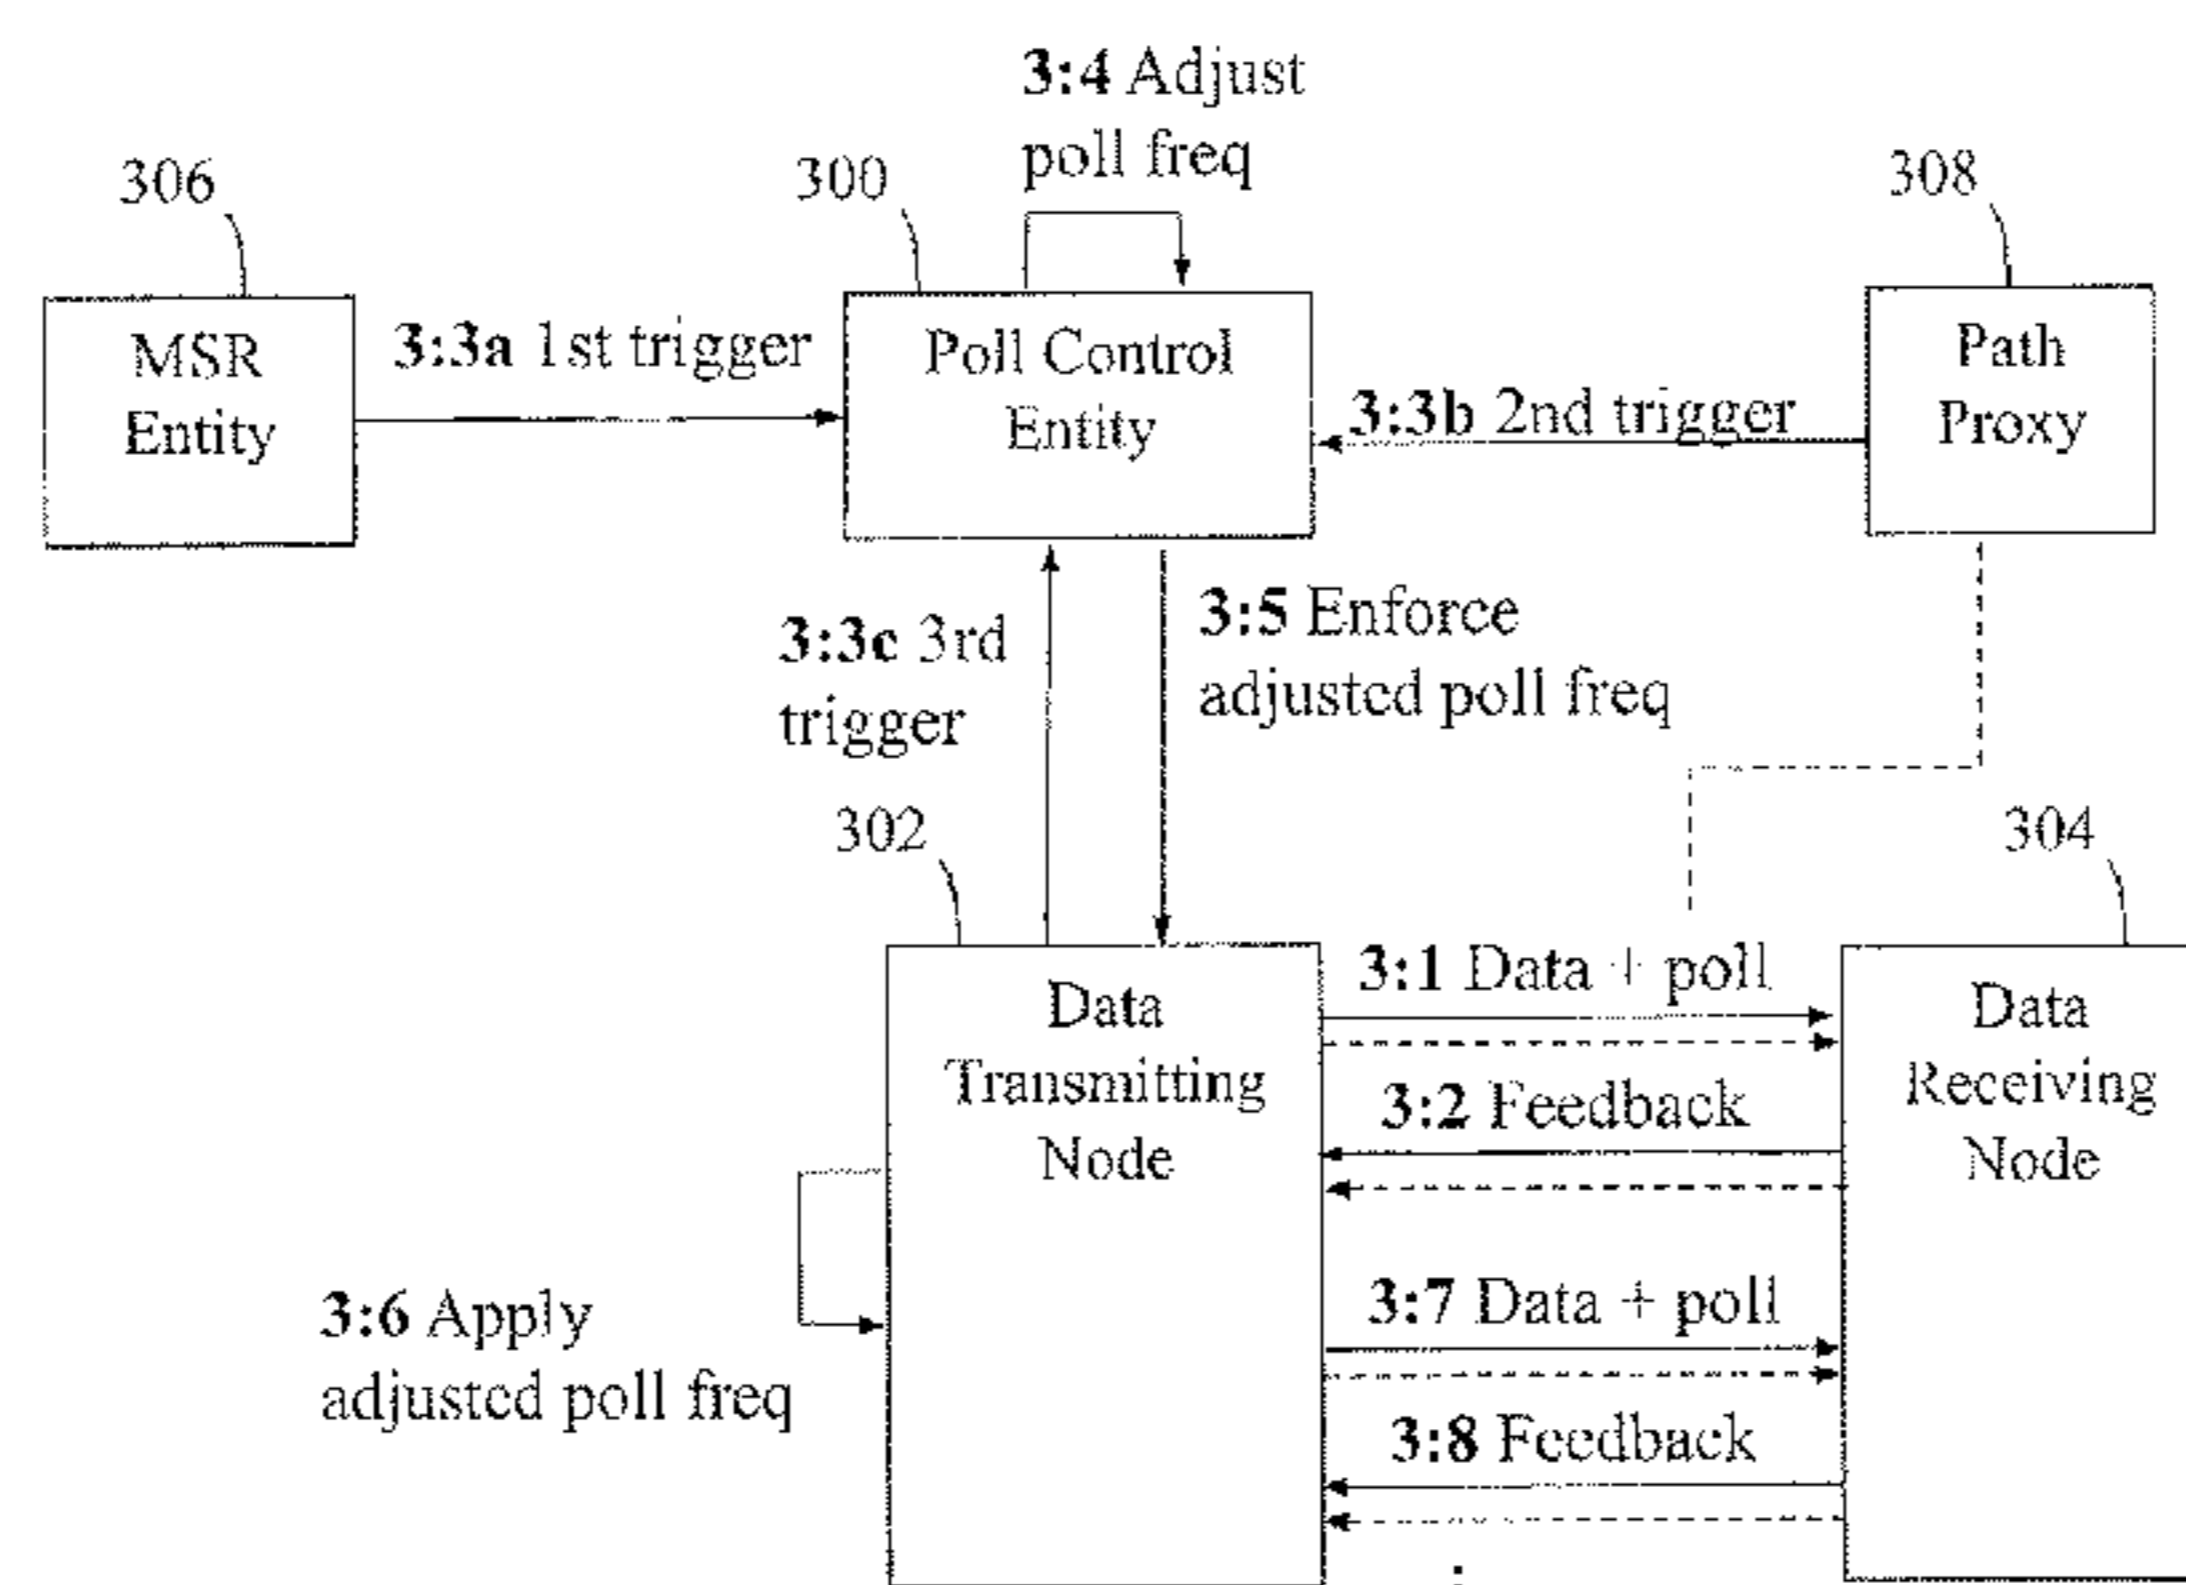 3:4 Adjust
poll freq
306
300
308
MSR
Entity
3:3a 1st trigger
Poll Control
Entity
3:3b 2nd trigger
Path
Proxy
3:3c 3rd
trigger
3:5 Enforce
adjusted poll freq
302
304
Data
Transmitting
Node
3:1 Data + poll
3:2 Feedback
Data
Receiving
Node
3:6 Apply
adjusted poll freq
3:7 Data + poll
3:8 Feedback